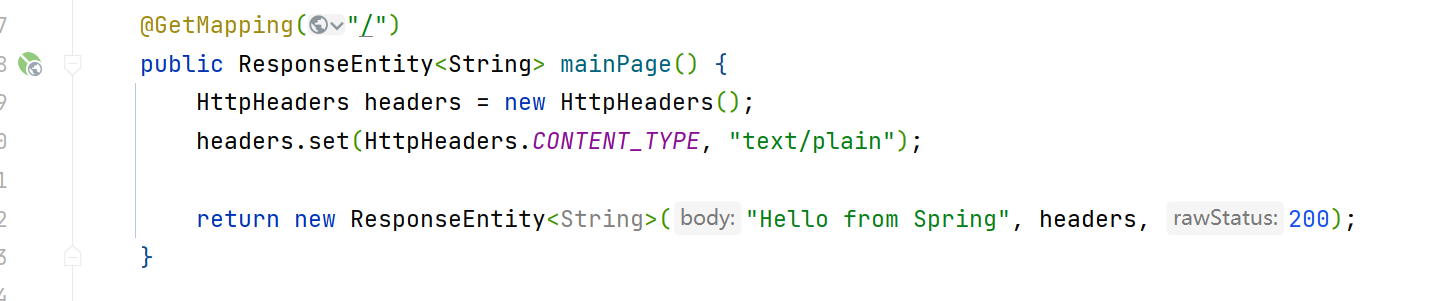 7 @GetMapping("/")
8 public ResponseEntity<String> mainPage() {
9 HttpHeaders headers = new HttpHeaders();
0 headers.set(HttpHeaders.CONTENT_TYPE, "text/plain");
1
2 return new ResponseEntity<String>( body: "Hello from Spring", headers, rawStatus: 200);
3 }
4